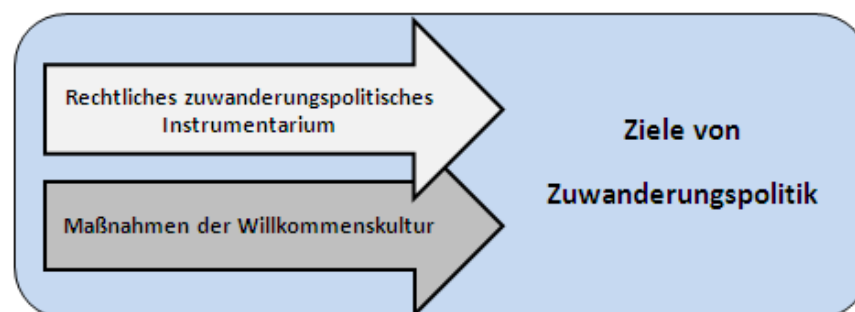 Rechtliches zuwanderungspolitisches
Instrumentarium
Maßnahmen der Willkommenskultur
Ziele von
Zuwanderungspolitik